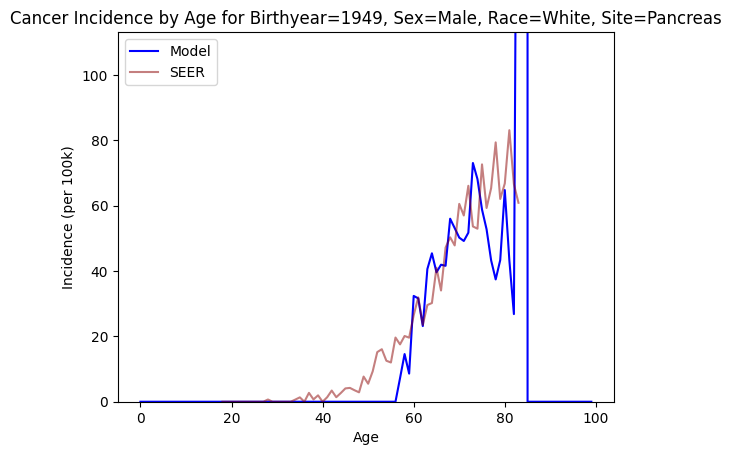 Cancer Incidence by Age for Birthyear=1949, Sex=Male, Race=White, Site=Pancreas
Model
SEER
Incidence (per 100k)
100
80
60
40
20
0
0 20 40 60 80 100
Age